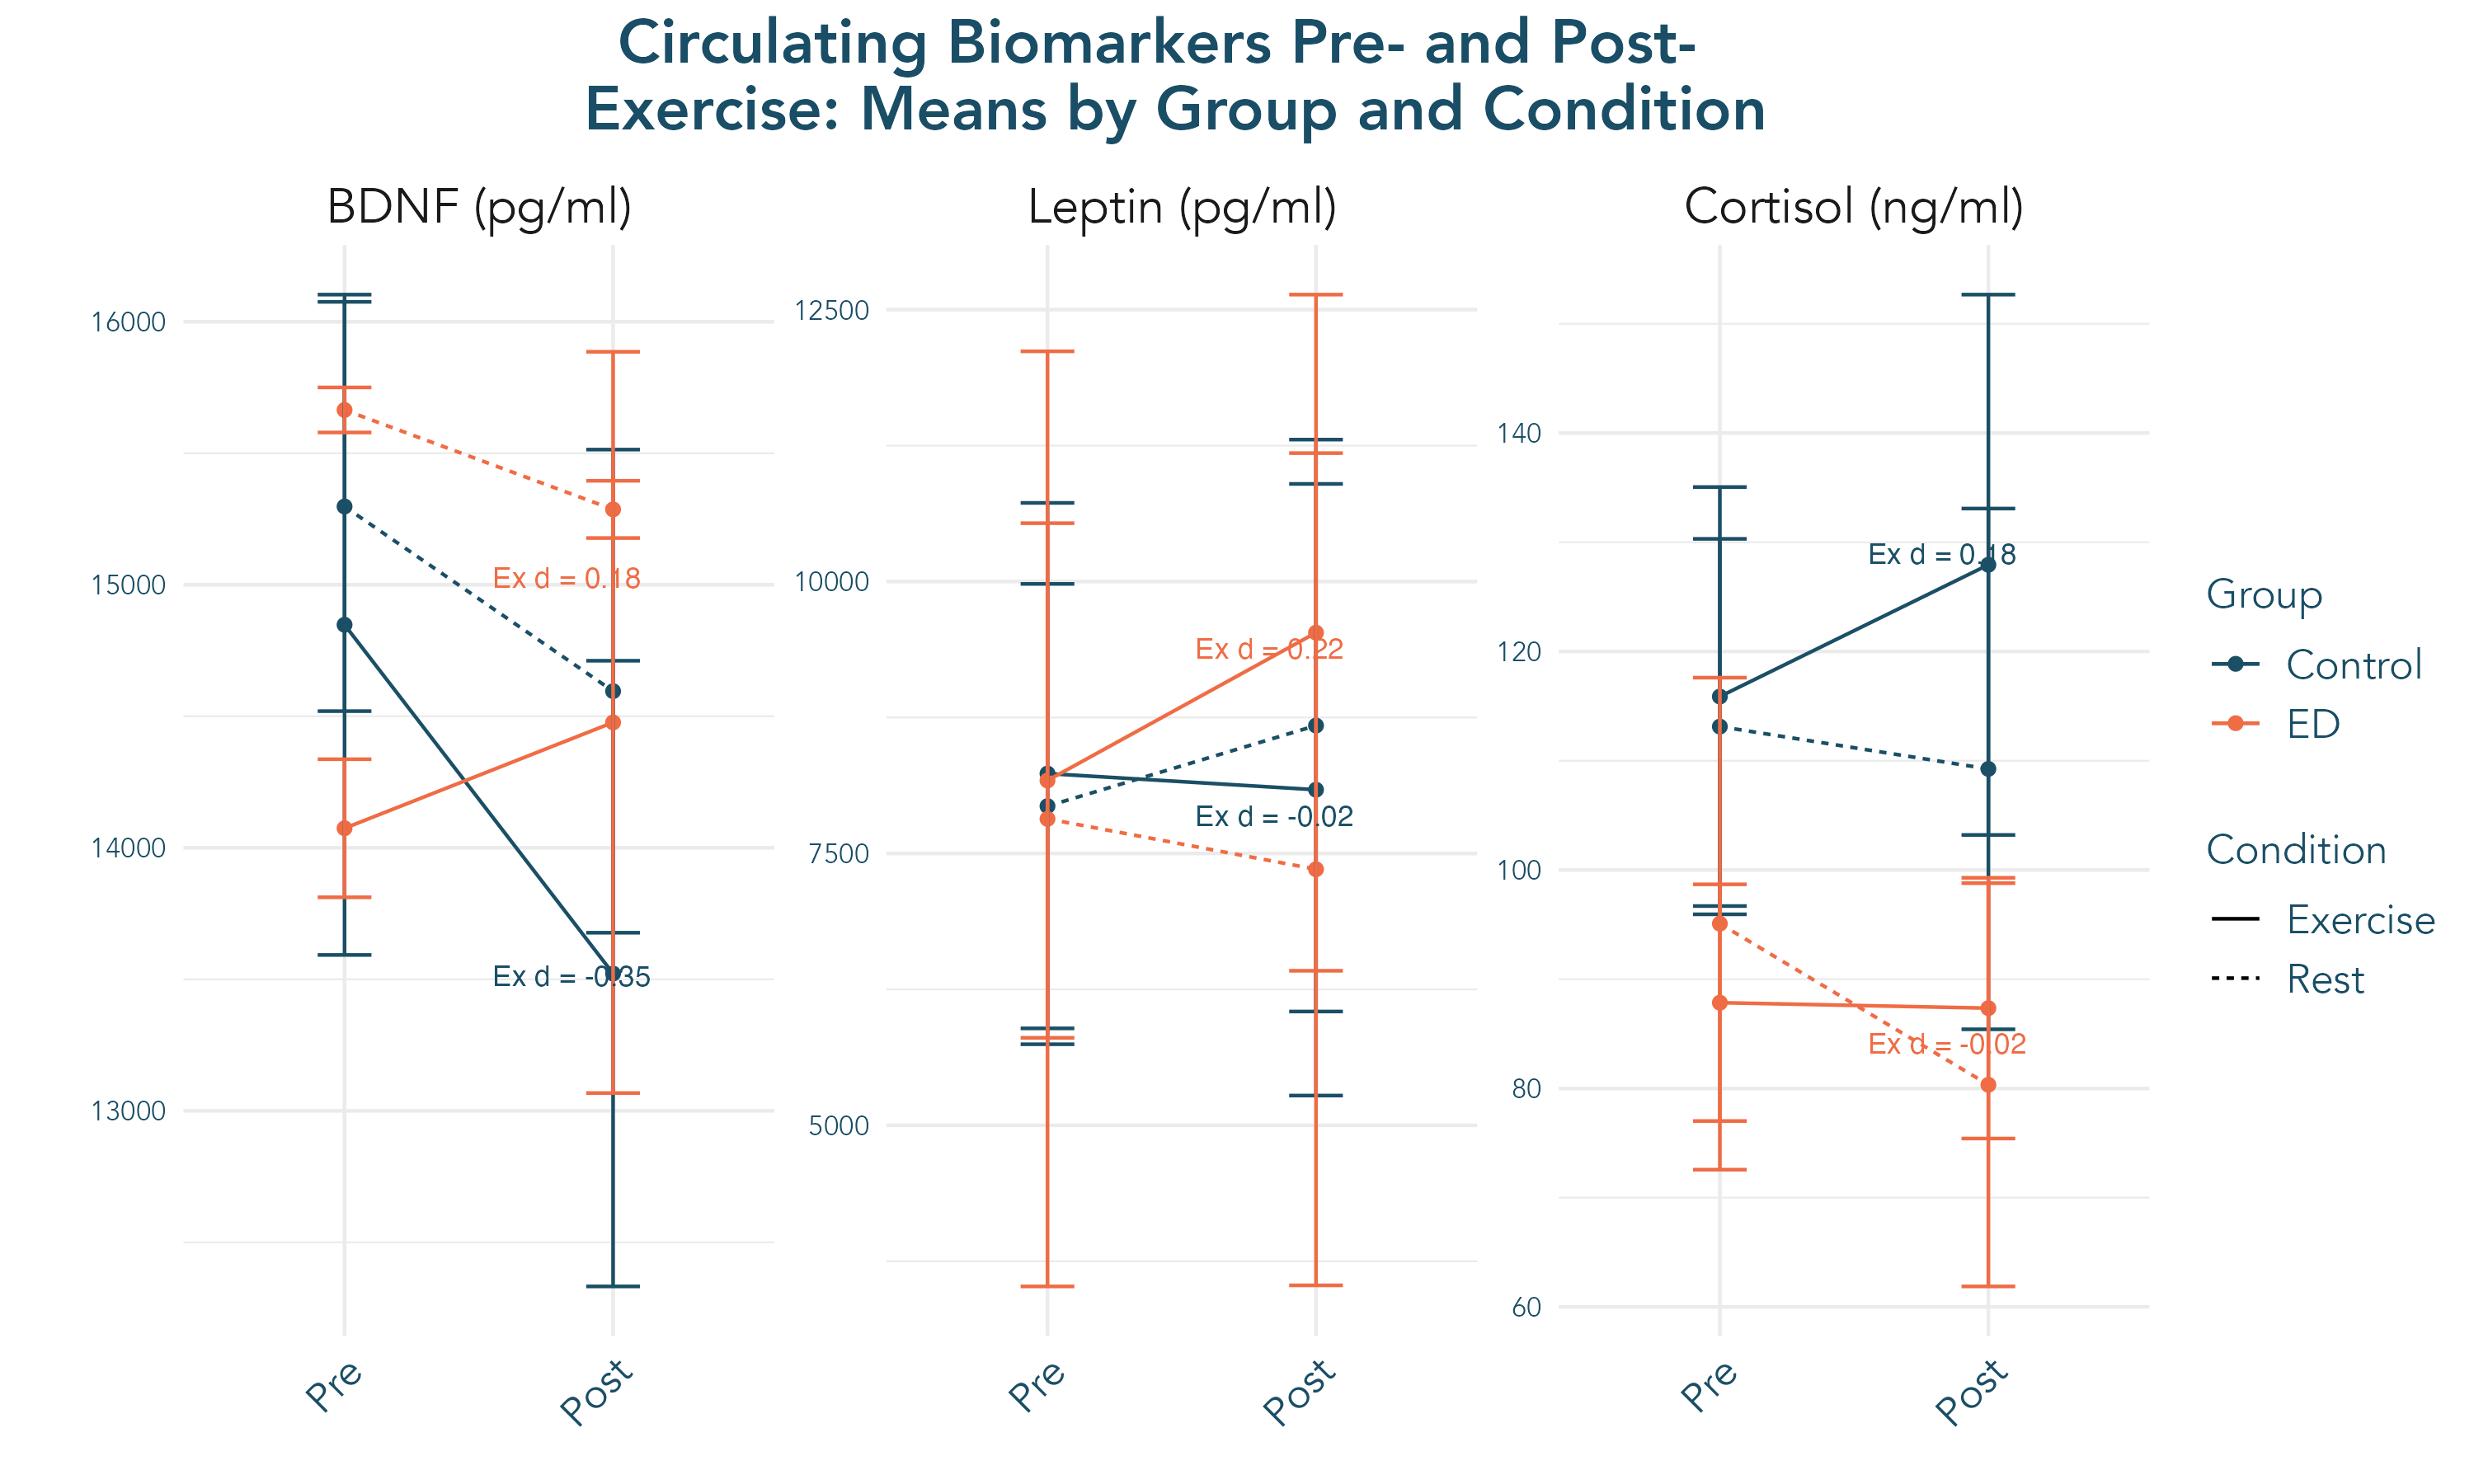 Circulating Biomarkers Pre- and Post-
Exercise: Means by Group and Condition
BDNF (pg/ml)
16000
15000
14000
13000
Ex d = 0.18
Ex d = -0.35
Pre
Post
Leptin (pg/ml)
12500
10000
7500
5000
Ex d = 0.22
Ex d = -0.02
Pre
Post
Cortisol (ng/ml)
140
120
100
80
60
Ex d = 0.18
Ex d = -0.02
Pre
Post
Group
Control
ED
Condition
Exercise
Rest